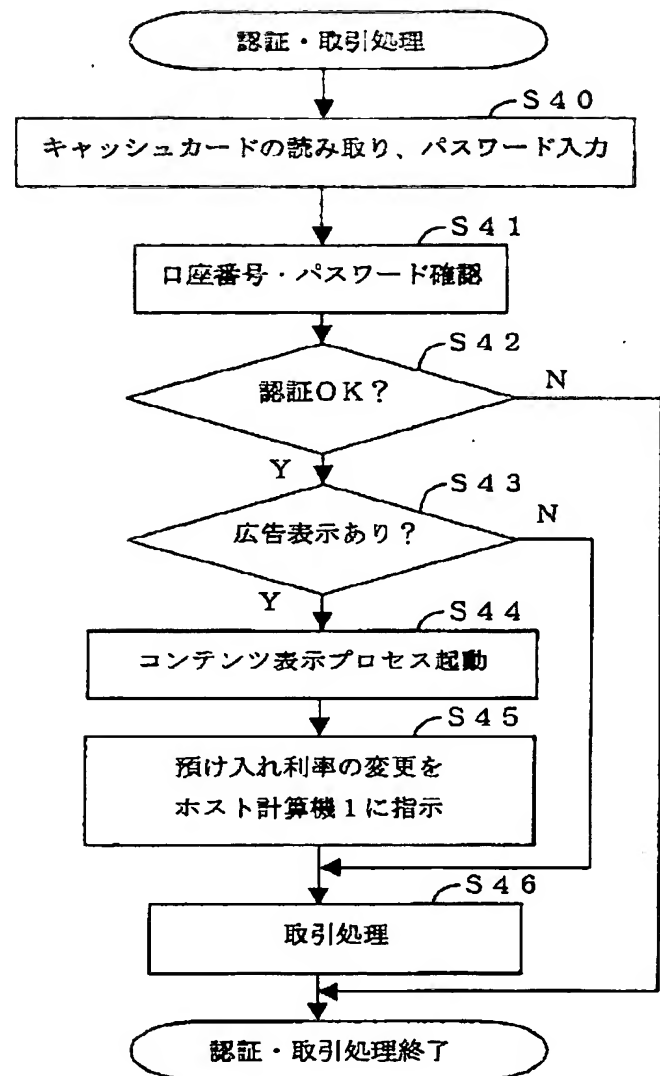 認証・取引処理
S40
キャッシュカードの読み取り、パスワード入力
S41
口座番号・パスワード確認
S42
認証OK?
N
Y
S43
広告表示あり?
N
Y
S44
コンテンツ表示プロセス起動
S45
預け入れ利率の変更を
ホスト計算機1に指示
S46
取引処理
認証・取引処理終了